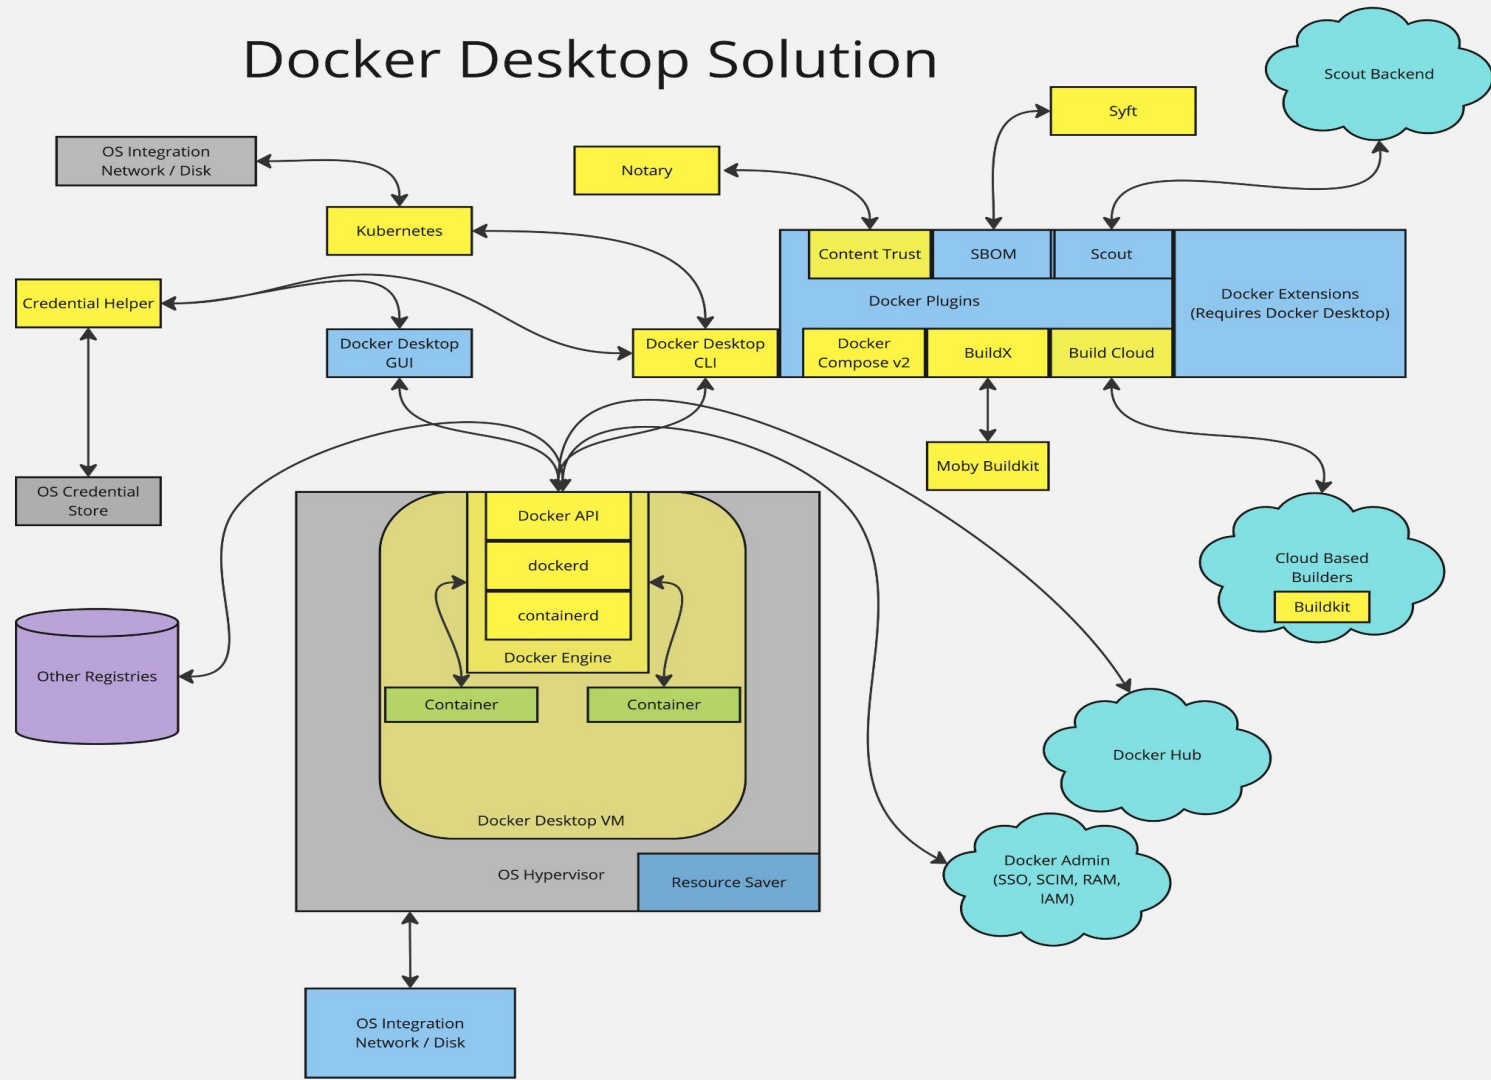 Docker Desktop Solution
Scout Backend
Syft
OS Integration
Network / Disk
Notary
Kubernetes
Content Trust
SBOM
Scout
Docker Plugins
Docker Extensions
(Requires Docker Desktop)
Credential Helper
Docker Desktop
GUI
Docker Desktop
CLI
Docker
Compose v2
BuildX
Build Cloud
Moby Buildkit
OS Credential
Store
Docker API
dockerd
containerd
Docker Engine
Cloud Based
Builders
Buildkit
Other Registries
Container
Container
Docker Hub
Docker Desktop VM
OS Hypervisor
Resource Saver
Docker Admin
(SSO, SCIM, RAM,
IAM)
OS Integration
Network / Disk